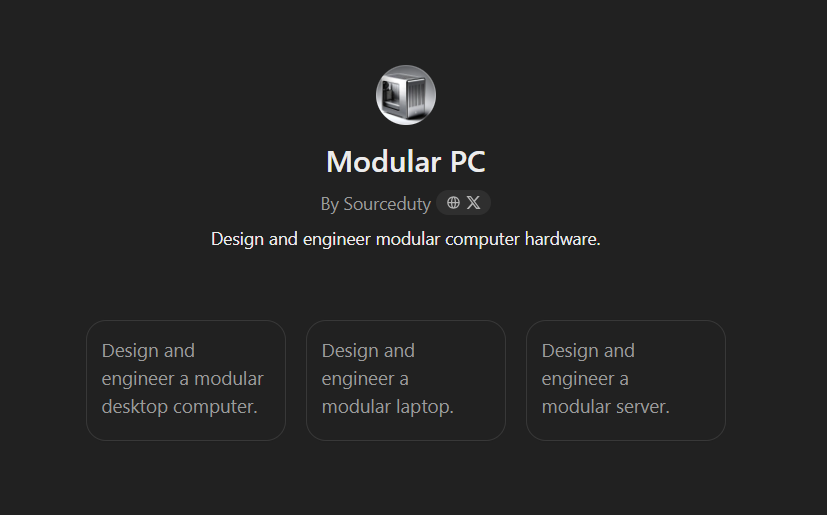 Modular PC
By Sourceduty
Design and engineer modular computer hardware.
Design and
engineer a modular
desktop computer.
Design and
engineer a
modular laptop.
Design and
engineer a
modular server.